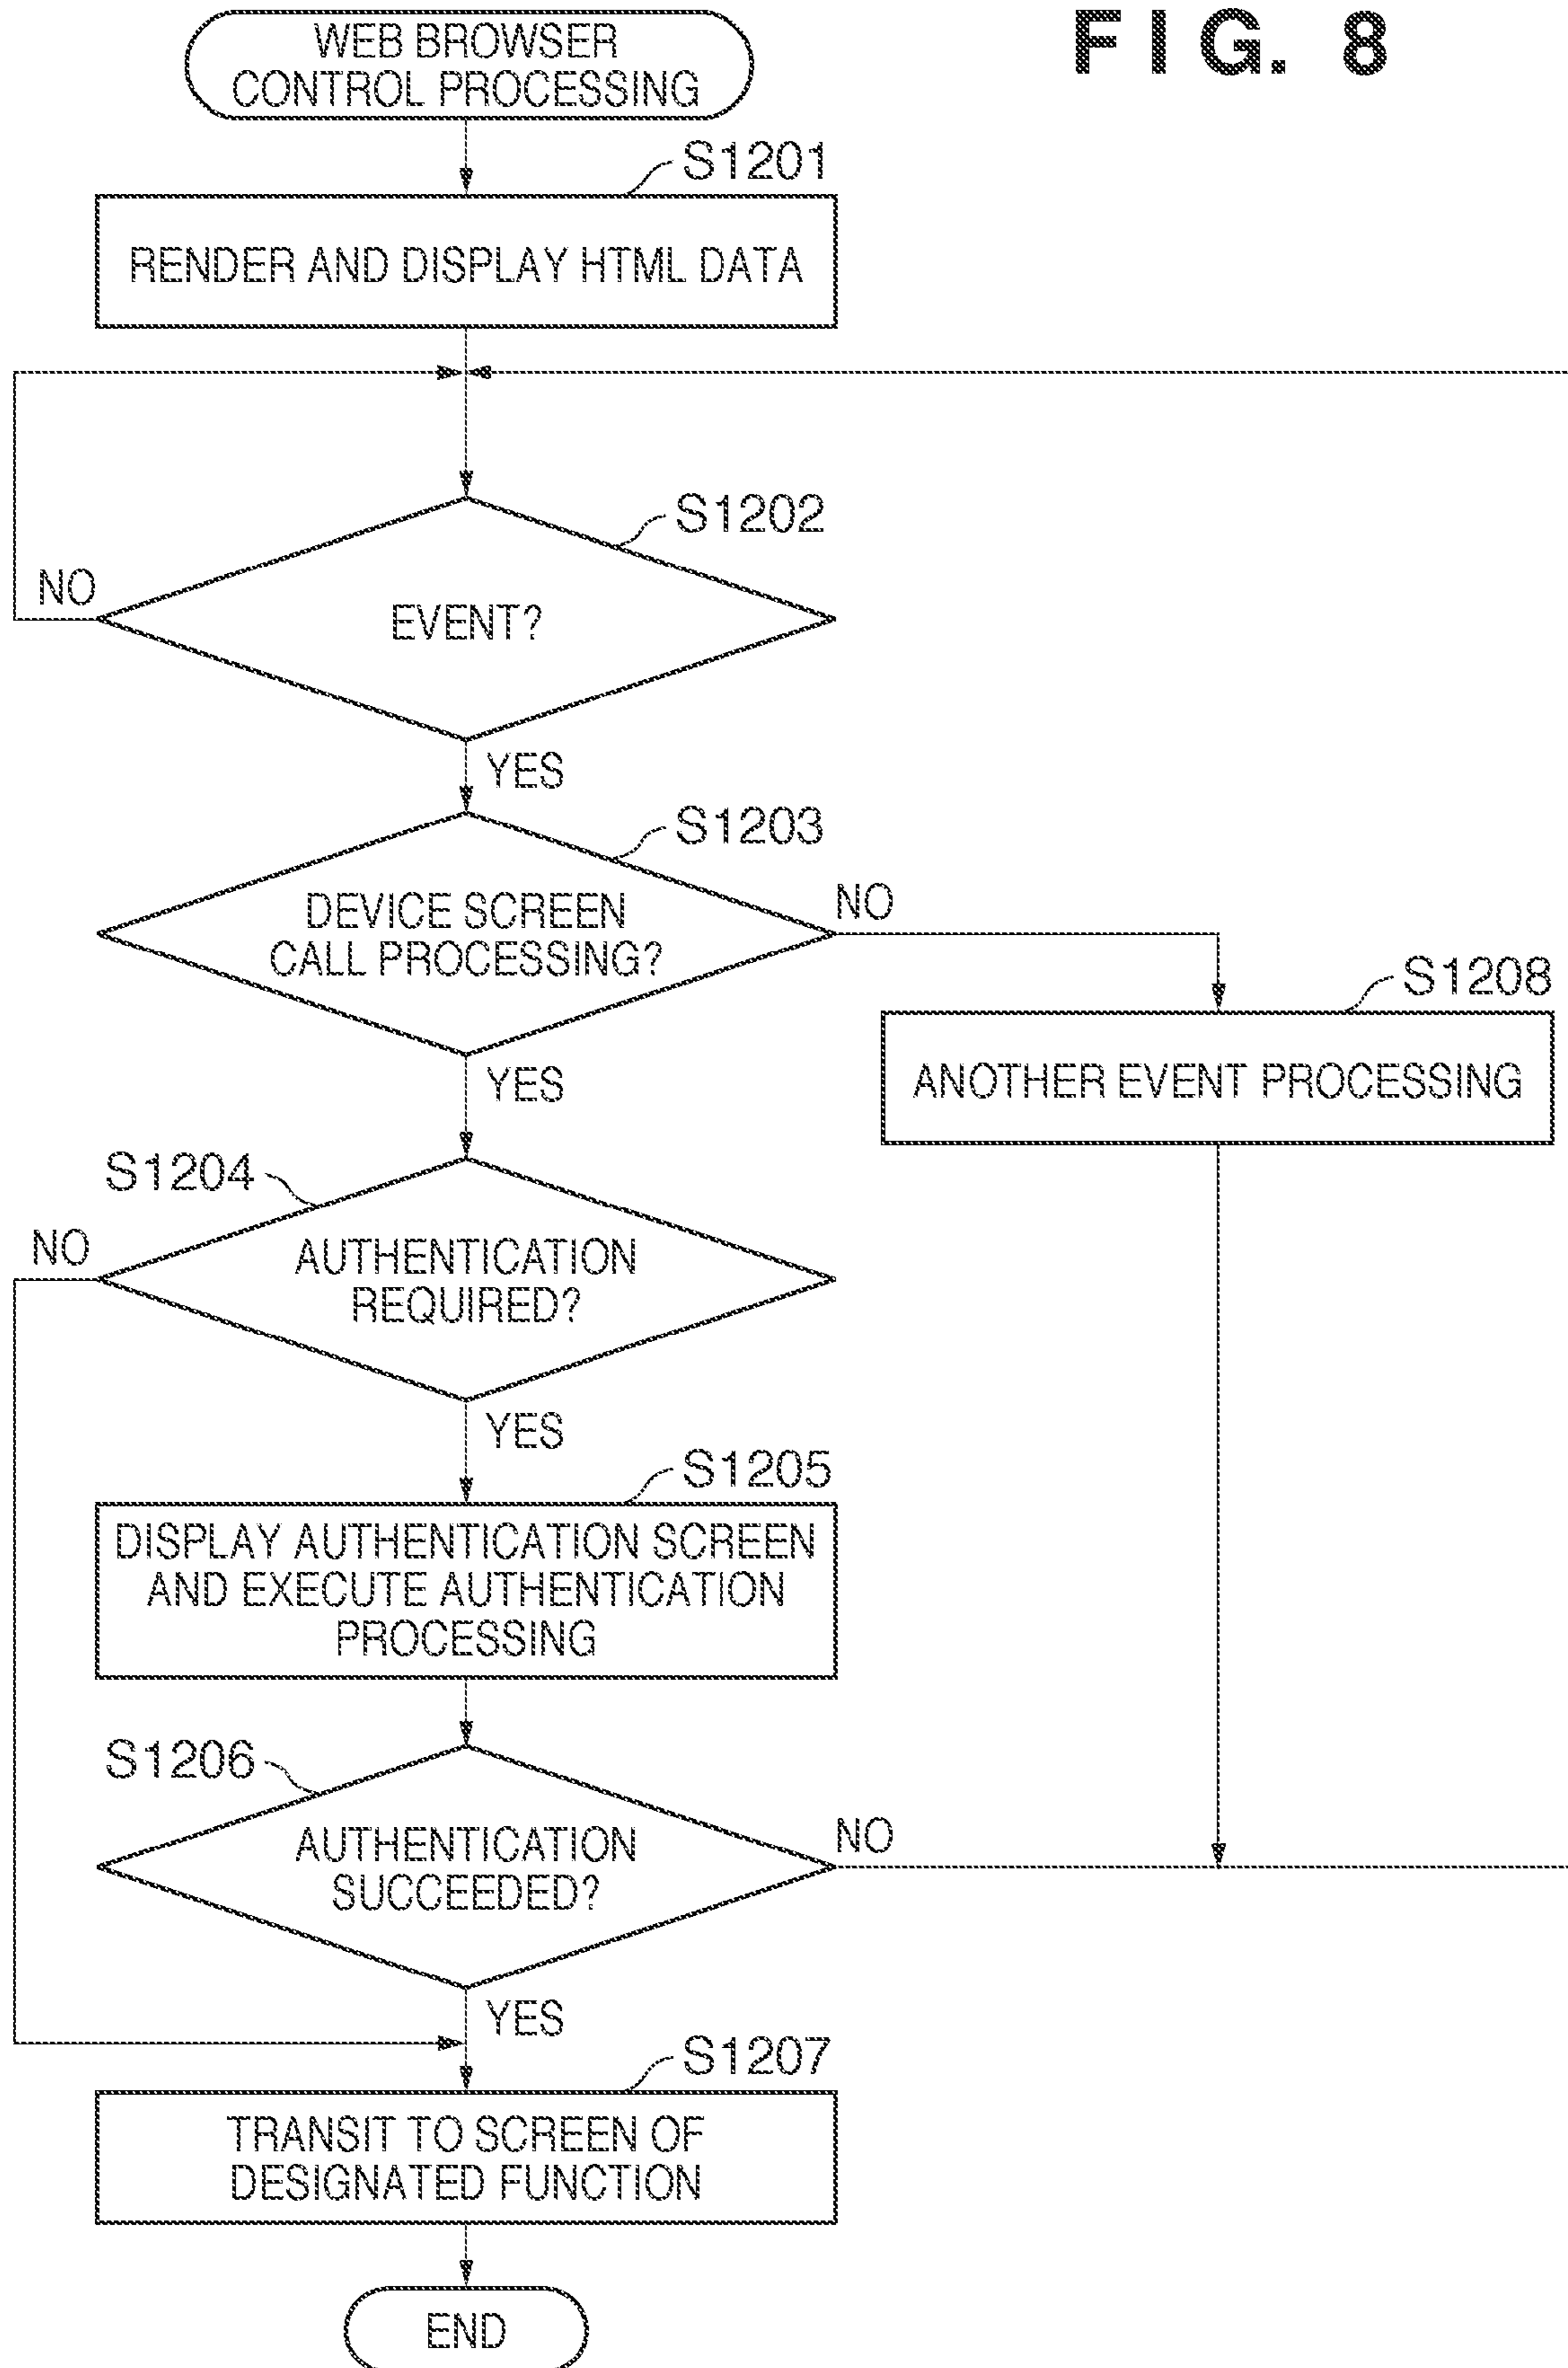 FIG. 8
WEB BROWSER
CONTROL PROCESSING
S1201
RENDER AND DISPLAY HTML DATA
S1202
NO
EVENT?
YES
S1203
DEVICE SCREEN
CALL PROCESSING?
NO
S1208
ANOTHER EVENT PROCESSING
YES
S1204
NO
AUTHENTICATION
REQUIRED?
YES
S1205
DISPLAY AUTHENTICATION SCREEN
AND EXECUTE AUTHENTICATION
PROCESSING
S1206
AUTHENTICATION
SUCCEEDED?
NO
YES
S1207
TRANSIT TO SCREEN OF
DESIGNATED FUNCTION
END